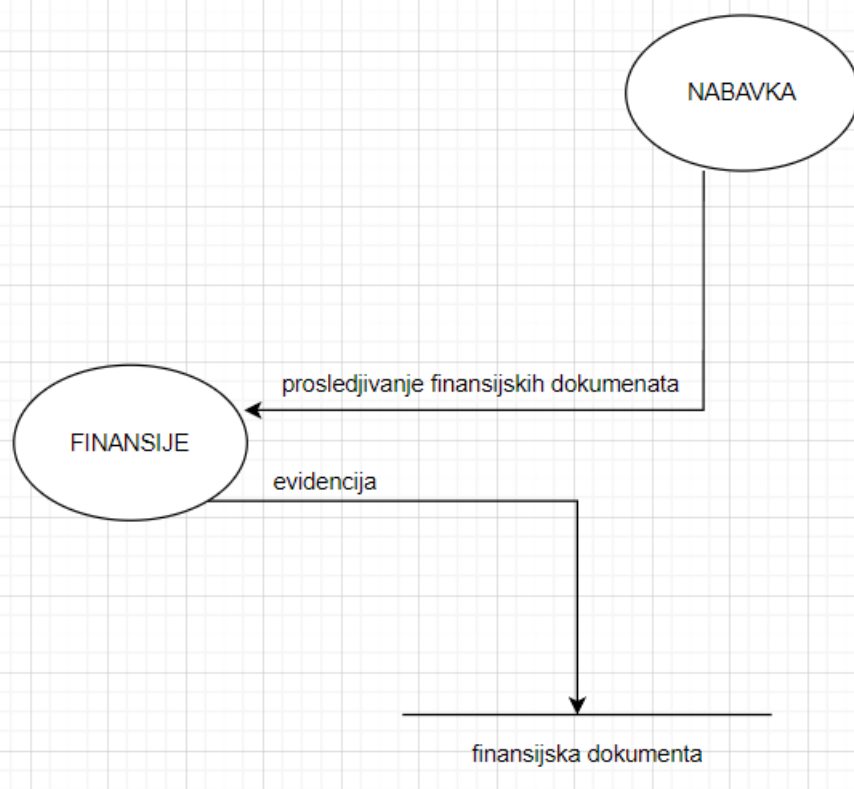 NABAVKA
prosledjivanje finansijskih dokumenata
FINANSIJE
evidencija
finansijska dokumenta